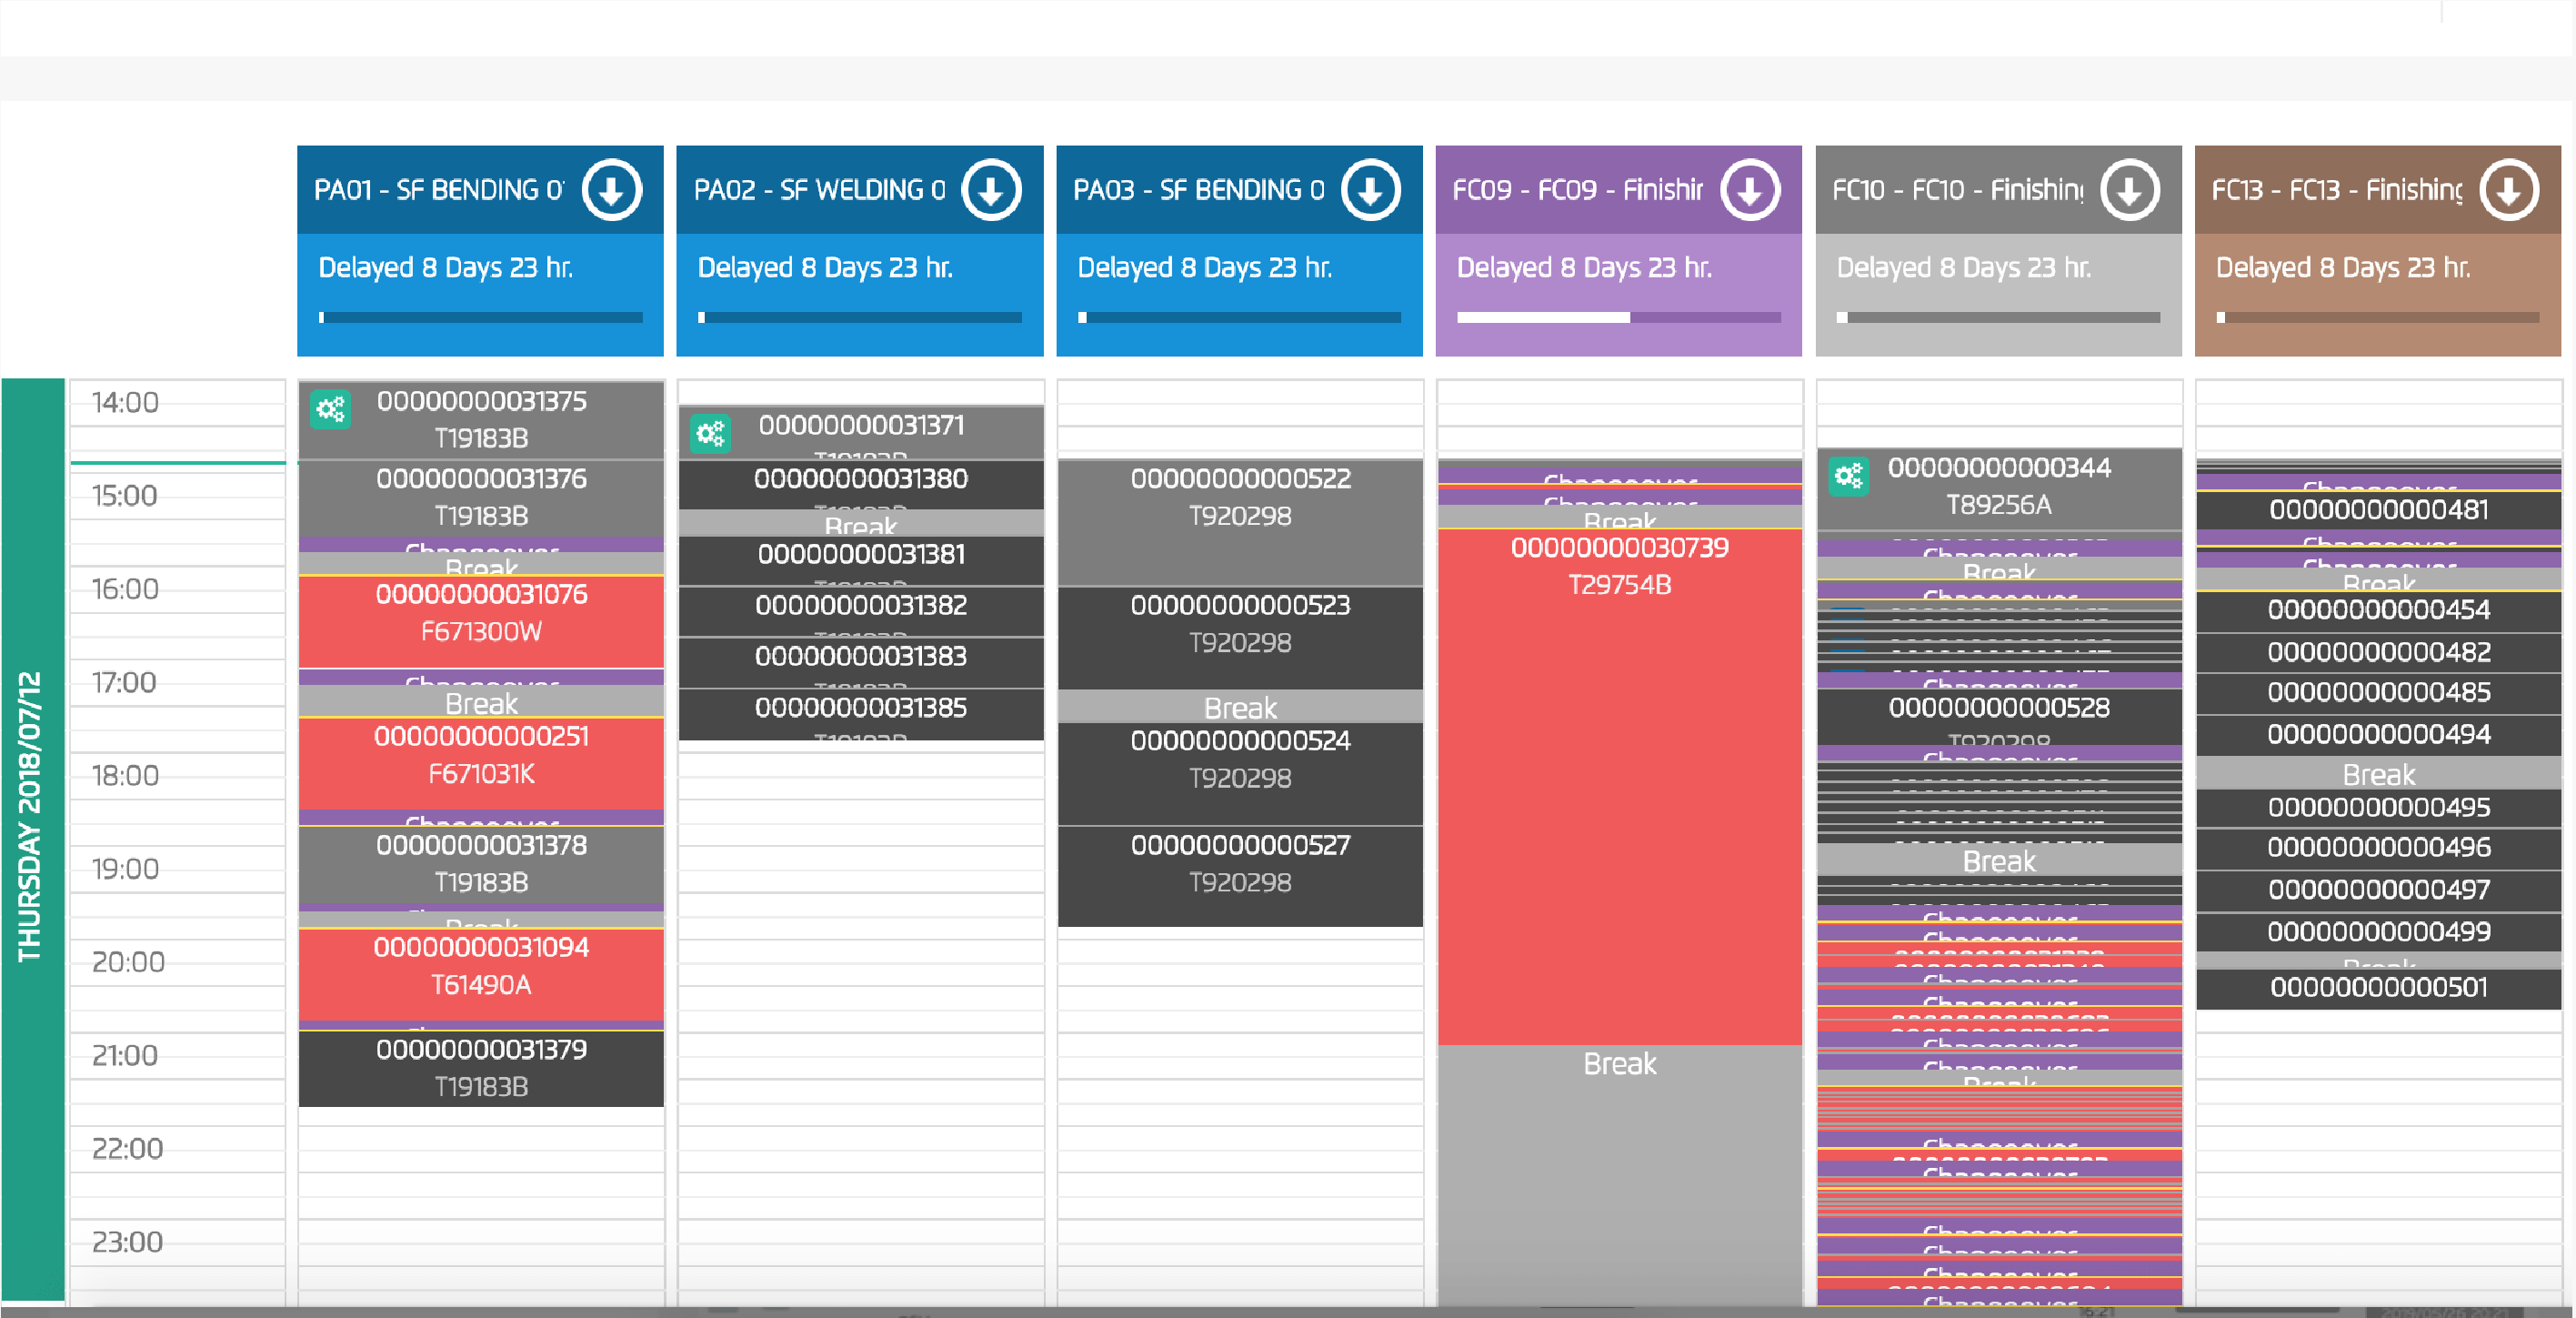 PA01 - SF BENDING 0
Delayed 8 Days 23 hr.
PA02 - SF WELDING 0
Delayed 8 Days 23 hr.
PA03 - SF BENDING 0
Delayed 8 Days 23 hr.
FC09 - FC09 - Finishin
Delayed 8 Days 23 hr.
FC10 - FC10 - Finishing
Delayed 8 Days 23 hr.
FC13 - FC13 - Finishing
Delayed 8 Days 23 hr.
THURSDAY 2018/07/12
14:00
15:00
16:00
17:00
18:00
19:00
20:00
21:00
22:00
23:00
00000000031375
T19183B
00000000031376
T19183B
Changeover
Break
00000000031076
F671300W
Changeover
Break
00000000000251
F671031K
Changeover
00000000031378
T19183B
Break
00000000031094
T61490A
00000000031379
T19183B
00000000031371
T19183B
00000000031380
T19183B
Break
00000000031381
T19183B
00000000031382
T19183B
00000000031383
T19183B
00000000031385
T19183B
00000000000522
T920298
00000000000523
T920298
Break
00000000000524
T920298
00000000000527
T920298
Changeover
Changeover
Break
00000000030739
T29754B
Break
00000000000344
T89256A
Changeover
Break
Changeover
Changeover
00000000000528
T920298
Changeover
Break
Changeover
Changeover
Changeover
Changeover
Changeover
Changeover
Break
Changeover
Changeover
Changeover
Changeover
Changeover
Changeover
Changeover
00000000000481
Changeover
Changeover
Break
00000000000454
00000000000482
00000000000485
00000000000494
Break
00000000000495
00000000000496
00000000000497
00000000000499
Break
00000000000501